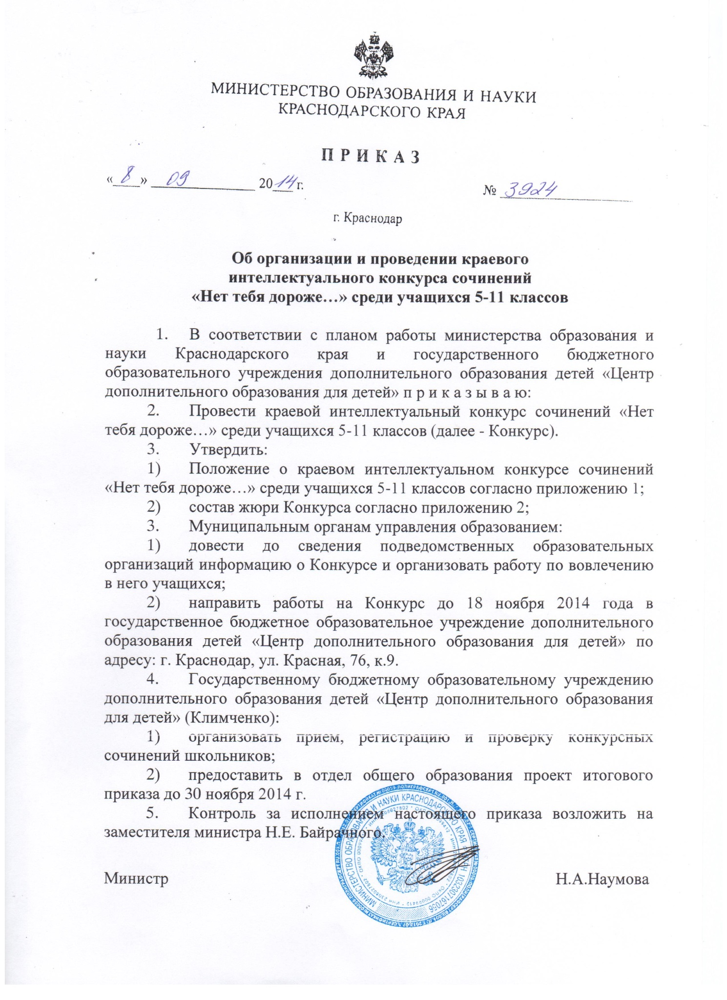 МИНИСТЕРСТВО ОБРАЗОВАНИЯ И НАУКИ
КРАСНОДАРСКОГО КРАЯ
П Р И К А З
« 8 » 09 2014 г.
№ 3924
г. Краснодар
Об организации и проведении краевого
интеллектуального конкурса сочинений
«Нет тебя дороже…» среди учащихся 5-11 классов
1. В соответствии с планом работы министерства образования и
науки Краснодарского края и государственного бюджетного
образовательного учреждения дополнительного образования детей «Центр
дополнительного образования для детей» п р и к а з ы в а ю:
2. Провести краевой интеллектуальный конкурс сочинений «Нет
тебя дороже…» среди учащихся 5-11 классов (далее - Конкурс).
3. Утвердить:
1) Положение о краевом интеллектуальном конкурсе сочинений
«Нет тебя дороже…» среди учащихся 5-11 классов согласно приложению 1;
2) состав жюри Конкурса согласно приложению 2;
3. Муниципальным органам управления образованием:
1) довести до сведения подведомственных образовательных
организаций информацию о Конкурсе и организовать работу по вовлечению
в него учащихся;
2) направить работы на Конкурс до 18 ноября 2014 года в
государственное бюджетное образовательное учреждение дополнительного
образования детей «Центр дополнительного образования для детей» по
адресу: г. Краснодар, ул. Красная, 76, к.9.
4. Государственному бюджетному образовательному учреждению
дополнительного образования детей «Центр дополнительного образования
для детей» (Климченко):
1) организовать прием, регистрацию и проверку конкурсных
сочинений школьников;
2) предоставить в отдел общего образования проект итогового
приказа до 30 ноября 2014 г.
5. Контроль за исполнением настоящего приказа возложить на
заместителя министра Н.Е. Байрачного.
МИНИСТЕРСТВО ОБРАЗОВАНИЯ И НАУКИ КРАСНОДАРСКОГО КРАЯ * ОГРН 1032307167056
ИНН 2308027802 * ОКПО 00099412
Министр Н.А.Наумова